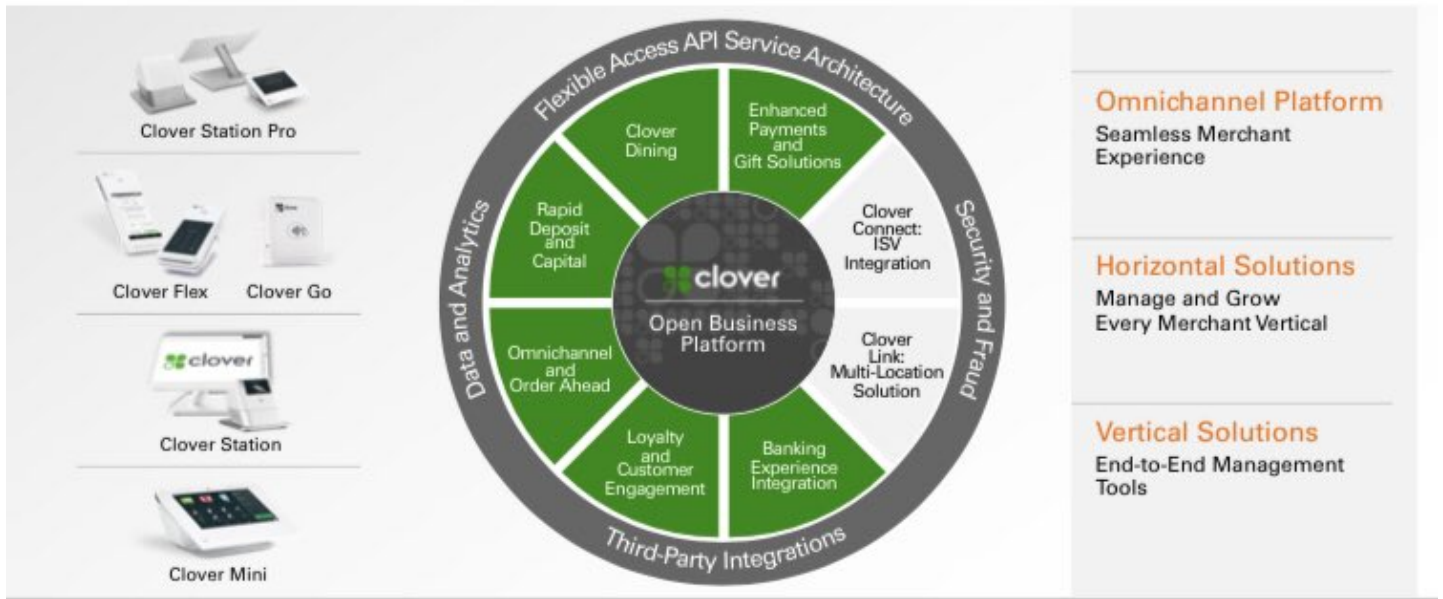 Clover Station Pro
Clover Flex
Clover Go
clover
Clover Station
Clover Mini
Flexible Access API Service Architecture
Security and Fraud
Third-Party Integrations
Data and Analytics
Clover
Dining
Enhanced
Payments
and
Gift Solutions
Clover
Connect:
ISV
Integration
Clover
Link:
Multi-Location
Solution
Banking
Experience
Integration
Loyalty
and
Customer
Engagement
Omnichannel
and
Order Ahead
Rapid
Deposit
and
Capital
clover
Open Business
Platform
Omnichannel Platform
Seamless Merchant
Experience
Horizontal Solutions
Manage and Grow
Every Merchant Vertical
Vertical Solutions
End-to-End Management
Tools